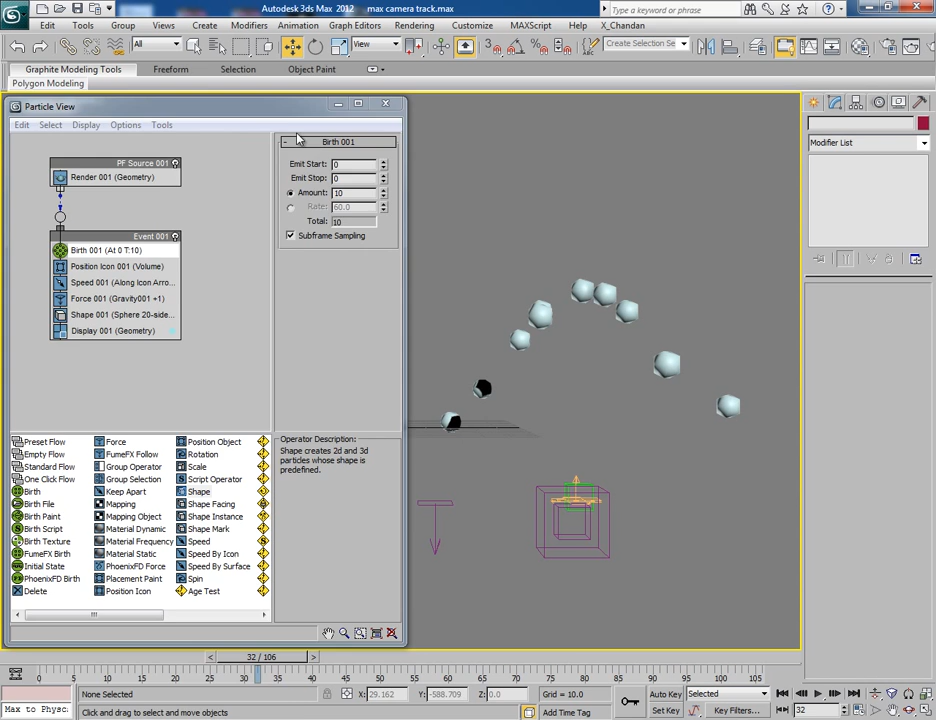 Autodesk 3ds Max 2012    max camera track.max
Type a keyword or phrase
Edit Tools Group Views Create Modifiers Animation Graph Editors Rendering Customize MAXScript Help X_Chandan
All View Create Selection Se
Graphite Modeling Tools Freeform Selection Object Paint
Polygon Modeling
Particle View
Edit Select Display Options Tools
PF Source 001
Render 001 (Geometry)
Event 001
Birth 001 (At 0 T:10)
Position Icon 001 (Volume)
Speed 001 (Along Icon Arro...
Force 001 (Gravity001 +1)
Shape 001 (Sphere 20-side...
Display 001 (Geometry)
- Birth 001
Emit Start: 0
Emit Stop: 0
Amount: 10
Rate: 60.0
Total: 10
Subframe Sampling
Modifier List
Preset Flow Force Position Object
Empty Flow FumeFX Follow Rotation
Standard Flow Group Operator Scale
One Click Flow Group Selection Script Operator
Birth Keep Apart Shape
Birth File Mapping Shape Facing
Birth Paint Mapping Object Shape Instance
Birth Script Material Dynamic Shape Mark
Birth Texture Material Frequency Speed
FumeFX Birth Material Static Speed By Icon
Initial State PhoenixFD Force Speed By Surface
PhoenixFD Birth Placement Paint Spin
Delete Position Icon Age Test
Operator Description:
Shape creates 2d and 3d
particles whose shape is
predefined.
< 32 / 106 >
0 5 10 15 20 25 30 35 40 45 50 55 60 65 70 75 80 85 90 95 100 105
None Selected X: 29.162 Y: -588.709 Z: 0.0 Grid = 10.0 Auto Key Selected
Max to Physc Click and drag to select and move objects Add Time Tag Set Key Key Filters... 32